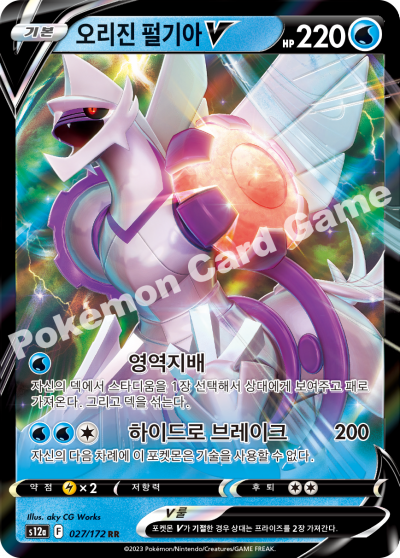 기본 오리진 펄기아 V HP 220
Pokémon Card Game
영역지배
자신의 덱에서 스타디움을 1장 선택해서 상대에게 보여주고 패로
가져온다. 그리고 덱을 섞는다.
하이드로 브레이크 200
자신의 다음 차례에 이 포켓몬은 기술을 사용할 수 없다.
약점 ×2 저항력 후퇴
Illus. aky CG Works
V룰
s12a F 027/172 RR
포켓몬 V가 기절한 경우 상대는 프라이즈를 2장 가져간다.
©2023 Pokémon/Nintendo/Creatures/GAME FREAK.